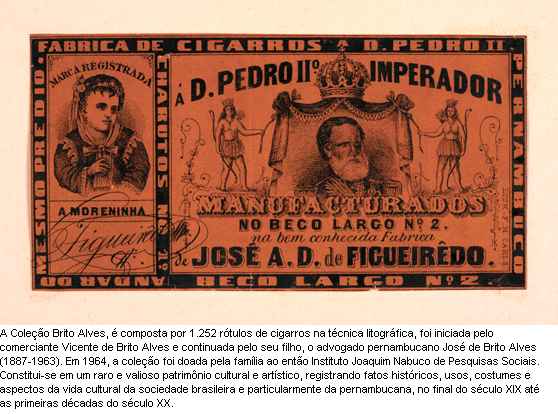 FABRICA DE CIGARROS Á D. PEDRO II
PERNAMBUCO
BECO LARGO Nº 2.
ANDAR DO
MESMO PREDIO.
CHARUTOS NO 1º
MARCA REGISTRADA
A MORENINHA
Á D. PEDRO IIº IMPERADOR
MANUFACTURADOS
NO BECO LARGO Nº 2.
na bem conhecida Fabrica
de JOSÉ A. D. de FIGUEIRÊDO.
A Coleção Brito Alves, é composta por 1.252 rótulos de cigarros na técnica litográfica, foi iniciada pelo
comerciante Vicente de Brito Alves e continuada pelo seu filho, o advogado pernambucano José de Brito Alves
(1887-1963). Em 1964, a coleção foi doada pela família ao então Instituto Joaquim Nabuco de Pesquisas Sociais.
Constitui-se em um raro e valioso patrimônio cultural e artístico, registrando fatos históricos, usos, costumes e
aspectos da vida cultural da sociedade brasileira e particularmente da pernambucana, no final do século XIX até
as primeiras décadas do século XX.